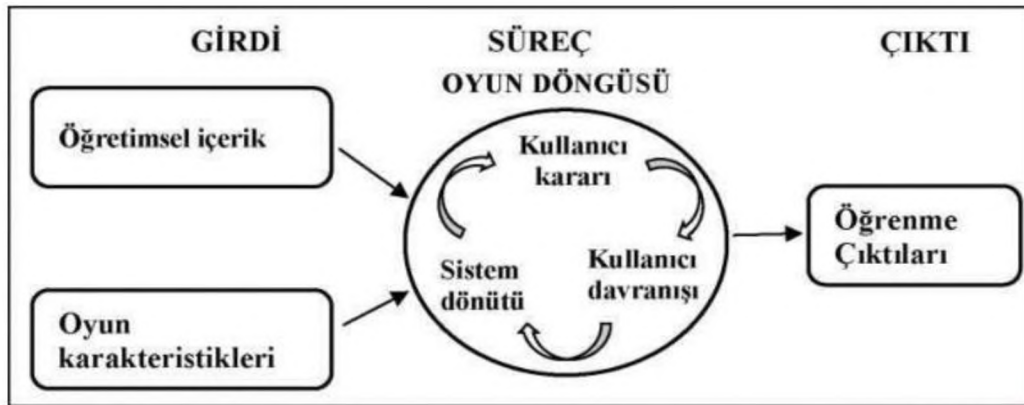 GİRDİ
SÜREÇ
ÇIKTI
OYUN DÖNGÜSÜ
Öğretimsel içerik
Kullanıcı
kararı
Kullanıcı
davranışı
Sistem
dönütü
Oyun
karakteristikleri
Öğrenme
Çıktıları